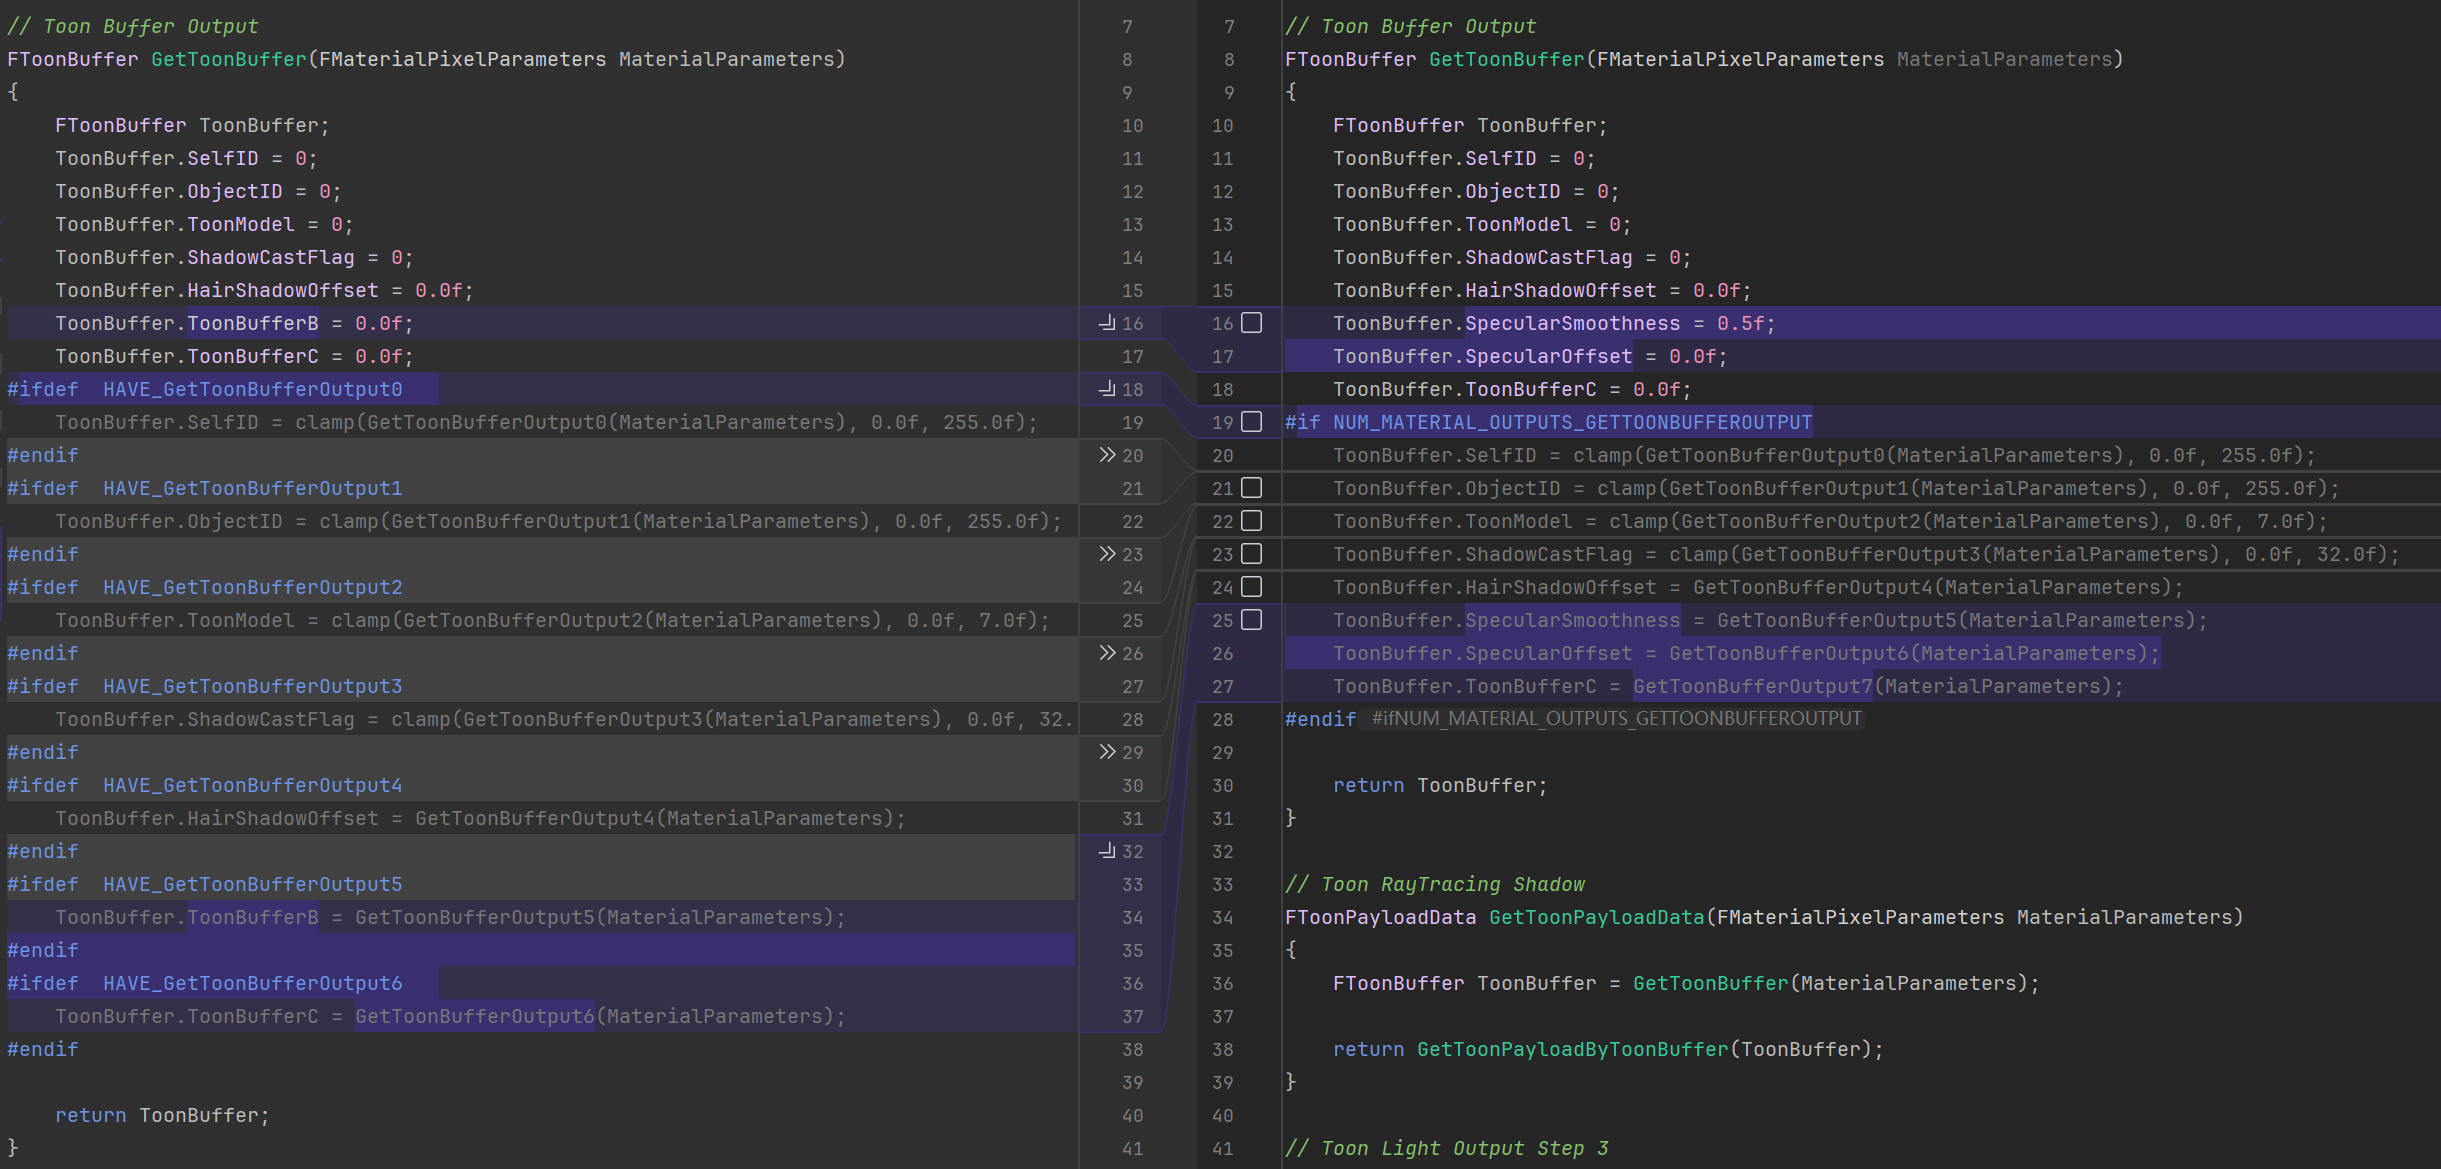 // Toon Buffer Output
FToonBuffer GetToonBuffer(FMaterialPixelParameters MaterialParameters)
{
    FToonBuffer ToonBuffer;
    ToonBuffer.SelfID = 0;
    ToonBuffer.ObjectID = 0;
    ToonBuffer.ToonModel = 0;
    ToonBuffer.ShadowCastFlag = 0;
    ToonBuffer.HairShadowOffset = 0.0f;
    ToonBuffer.ToonBufferB = 0.0f;
    ToonBuffer.ToonBufferC = 0.0f;
#ifdef  HAVE_GetToonBufferOutput0
    ToonBuffer.SelfID = clamp(GetToonBufferOutput0(MaterialParameters), 0.0f, 255.0f);
#endif
#ifdef  HAVE_GetToonBufferOutput1
    ToonBuffer.ObjectID = clamp(GetToonBufferOutput1(MaterialParameters), 0.0f, 255.0f);
#endif
#ifdef  HAVE_GetToonBufferOutput2
    ToonBuffer.ToonModel = clamp(GetToonBufferOutput2(MaterialParameters), 0.0f, 7.0f);
#endif
#ifdef  HAVE_GetToonBufferOutput3
    ToonBuffer.ShadowCastFlag = clamp(GetToonBufferOutput3(MaterialParameters), 0.0f, 32.
#endif
#ifdef  HAVE_GetToonBufferOutput4
    ToonBuffer.HairShadowOffset = GetToonBufferOutput4(MaterialParameters);
#endif
#ifdef  HAVE_GetToonBufferOutput5
    ToonBuffer.ToonBufferB = GetToonBufferOutput5(MaterialParameters);
#endif
#ifdef  HAVE_GetToonBufferOutput6
    ToonBuffer.ToonBufferC = GetToonBufferOutput6(MaterialParameters);
#endif
    return ToonBuffer;
}
7 7
8 8
9 9
10 10
11 11
12 12
13 13
14 14
15 15
16 16
17 17
18 18
19 19
20 20
21 21
22 22
23 23
24 24
25 25
26 26
27 27
28 28
29 29
30 30
31 31
32 32
33 33
34 34
35 35
36 36
37 37
38 38
39 39
40 40
41 41
// Toon Buffer Output
FToonBuffer GetToonBuffer(FMaterialPixelParameters MaterialParameters)
{
    FToonBuffer ToonBuffer;
    ToonBuffer.SelfID = 0;
    ToonBuffer.ObjectID = 0;
    ToonBuffer.ToonModel = 0;
    ToonBuffer.ShadowCastFlag = 0;
    ToonBuffer.HairShadowOffset = 0.0f;
    ToonBuffer.SpecularSmoothness = 0.5f;
    ToonBuffer.SpecularOffset = 0.0f;
    ToonBuffer.ToonBufferC = 0.0f;
#if NUM_MATERIAL_OUTPUTS_GETTOONBUFFEROUTPUT
    ToonBuffer.SelfID = clamp(GetToonBufferOutput0(MaterialParameters), 0.0f, 255.0f);
    ToonBuffer.ObjectID = clamp(GetToonBufferOutput1(MaterialParameters), 0.0f, 255.0f);
    ToonBuffer.ToonModel = clamp(GetToonBufferOutput2(MaterialParameters), 0.0f, 7.0f);
    ToonBuffer.ShadowCastFlag = clamp(GetToonBufferOutput3(MaterialParameters), 0.0f, 32.0f);
    ToonBuffer.HairShadowOffset = GetToonBufferOutput4(MaterialParameters);
    ToonBuffer.SpecularSmoothness = GetToonBufferOutput5(MaterialParameters);
    ToonBuffer.SpecularOffset = GetToonBufferOutput6(MaterialParameters);
    ToonBuffer.ToonBufferC = GetToonBufferOutput7(MaterialParameters);
#endif #ifNUM_MATERIAL_OUTPUTS_GETTOONBUFFEROUTPUT
    return ToonBuffer;
}
// Toon RayTracing Shadow
FToonPayloadData GetToonPayloadData(FMaterialPixelParameters MaterialParameters)
{
    FToonBuffer ToonBuffer = GetToonBuffer(MaterialParameters);
    return GetToonPayloadByToonBuffer(ToonBuffer);
}
// Toon Light Output Step 3